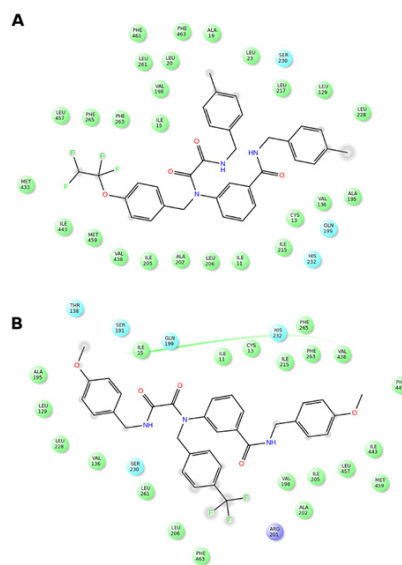 A
PHE 461
PHE 463
ALA 19
LEU 261
LEU 20
LEU 23
SER 230
VAL 198
LEU 217
LEU 129
LEU 457
PHE 265
PHE 263
ILE 15
LEU 228
F
F
F
F
O
O
NH
HN
MET 433
O
N
O
VAL 136
ALA 195
CYS 13
GLN 199
ILE 443
MET 459
VAL 438
ILE 205
ALA 202
LEU 206
ILE 11
ILE 215
HIS 232
B
THR 138
SER 191
GLN 199
HIS 232
PHE 265
ILE 15
ILE 11
CYS 13
ILE 215
PHE 263
VAL 438
ALA 195
O
O
O
O
LEU 129
NH
N
NH
O
LEU 228
VAL 136
SER 230
LEU 261
F
F
F
VAL 198
ILE 205
LEU 457
ILE 443
MET 459
ALA 202
LEU 206
ARG 201
PHE 463